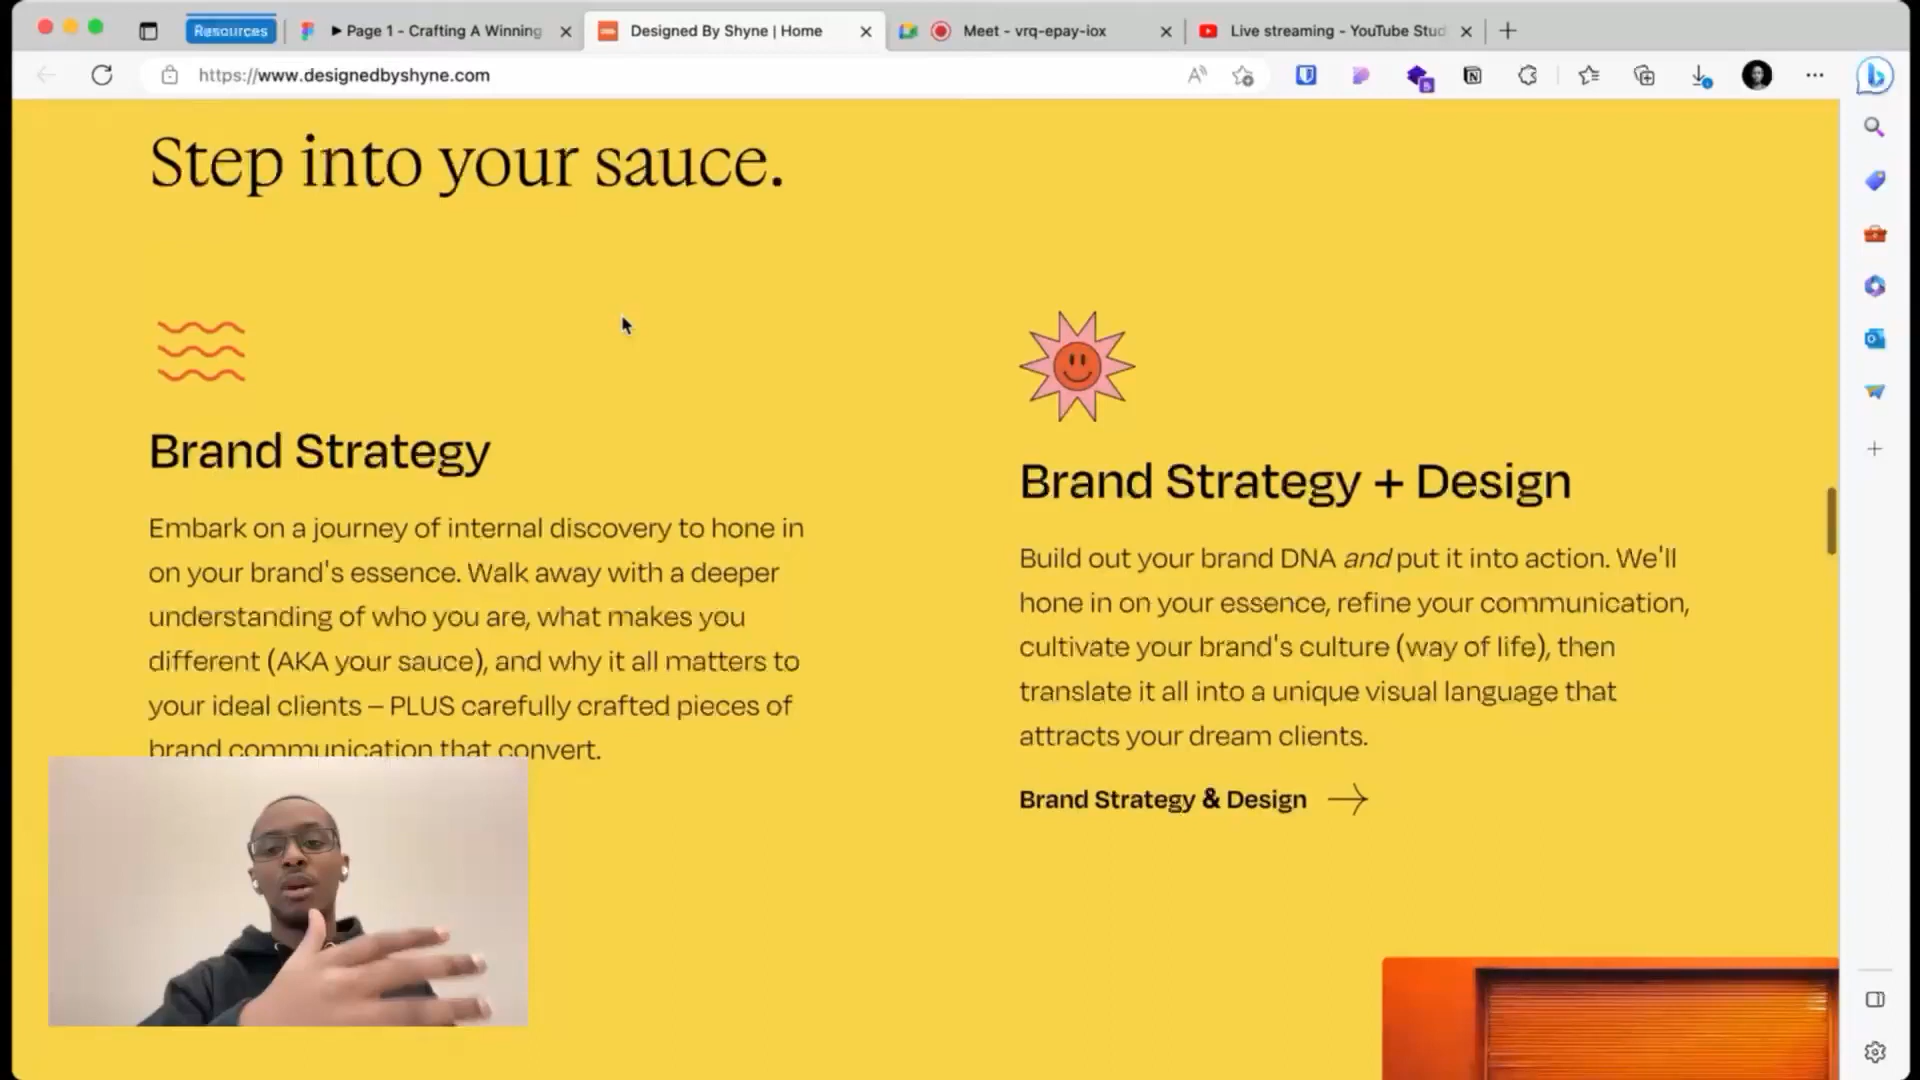 Resources
▶ Page 1 - Crafting A Winning
Designed By Shyne | Home
Meet - vrq-epay-iox
Live streaming - YouTube Stud
https://www.designedbyshyne.com
Step into your sauce.
Brand Strategy
Embark on a journey of internal discovery to hone in
on your brand's essence. Walk away with a deeper
understanding of who you are, what makes you
different (AKA your sauce), and why it all matters to
your ideal clients – PLUS carefully crafted pieces of
brand communication that convert.
Brand Strategy + Design
Build out your brand DNA and put it into action. We'll
hone in on your essence, refine your communication,
cultivate your brand's culture (way of life), then
translate it all into a unique visual language that
attracts your dream clients.
Brand Strategy & Design